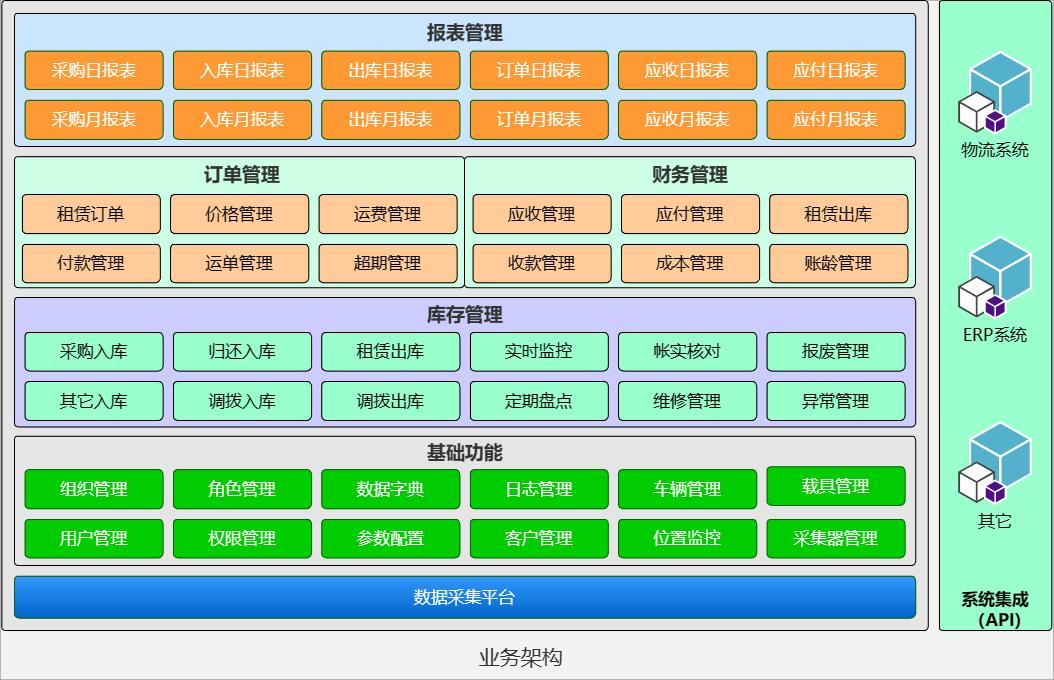 报表管理
采购日报表 入库日报表 出库日报表 订单日报表 应收日报表 应付日报表
采购月报表 入库月报表 出库月报表 订单月报表 应收月报表 应付月报表
订单管理
租赁订单 价格管理 运费管理
付款管理 运单管理 超期管理
财务管理
应收管理 应付管理 租赁出库
收款管理 成本管理 账龄管理
库存管理
采购入库 归还入库 租赁出库 实时监控 帐实核对 报废管理
其它入库 调拨入库 调拨出库 定期盘点 维修管理 异常管理
基础功能
组织管理 角色管理 数据字典 日志管理 车辆管理 载具管理
用户管理 权限管理 参数配置 客户管理 位置监控 采集器管理
数据采集平台
物流系统
ERP系统
其它
系统集成
（API）
业务架构